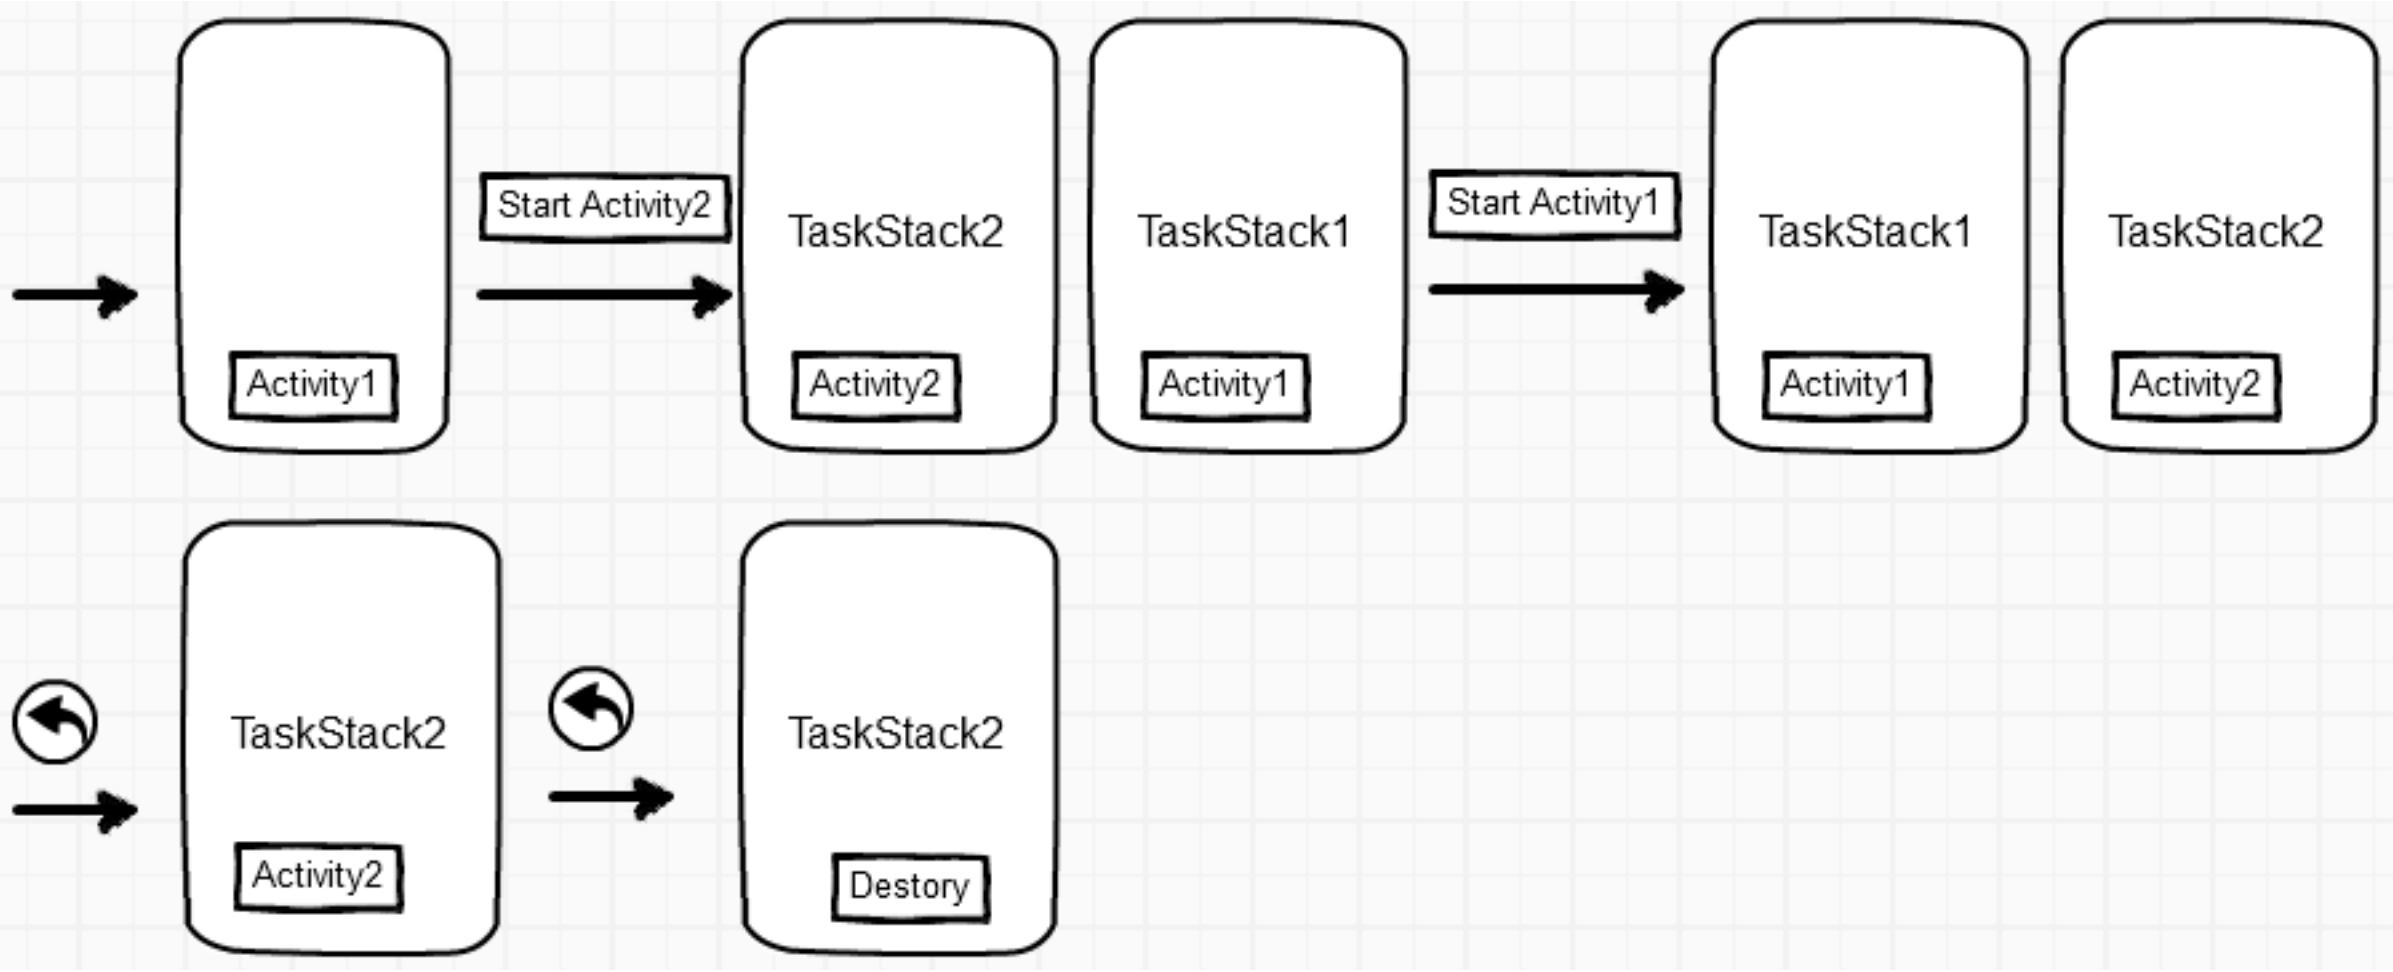 Activity1
Start Activity2
TaskStack2
Activity2
TaskStack1
Activity1
Start Activity1
TaskStack1
Activity1
TaskStack2
Activity2
TaskStack2
Activity2
TaskStack2
Destory